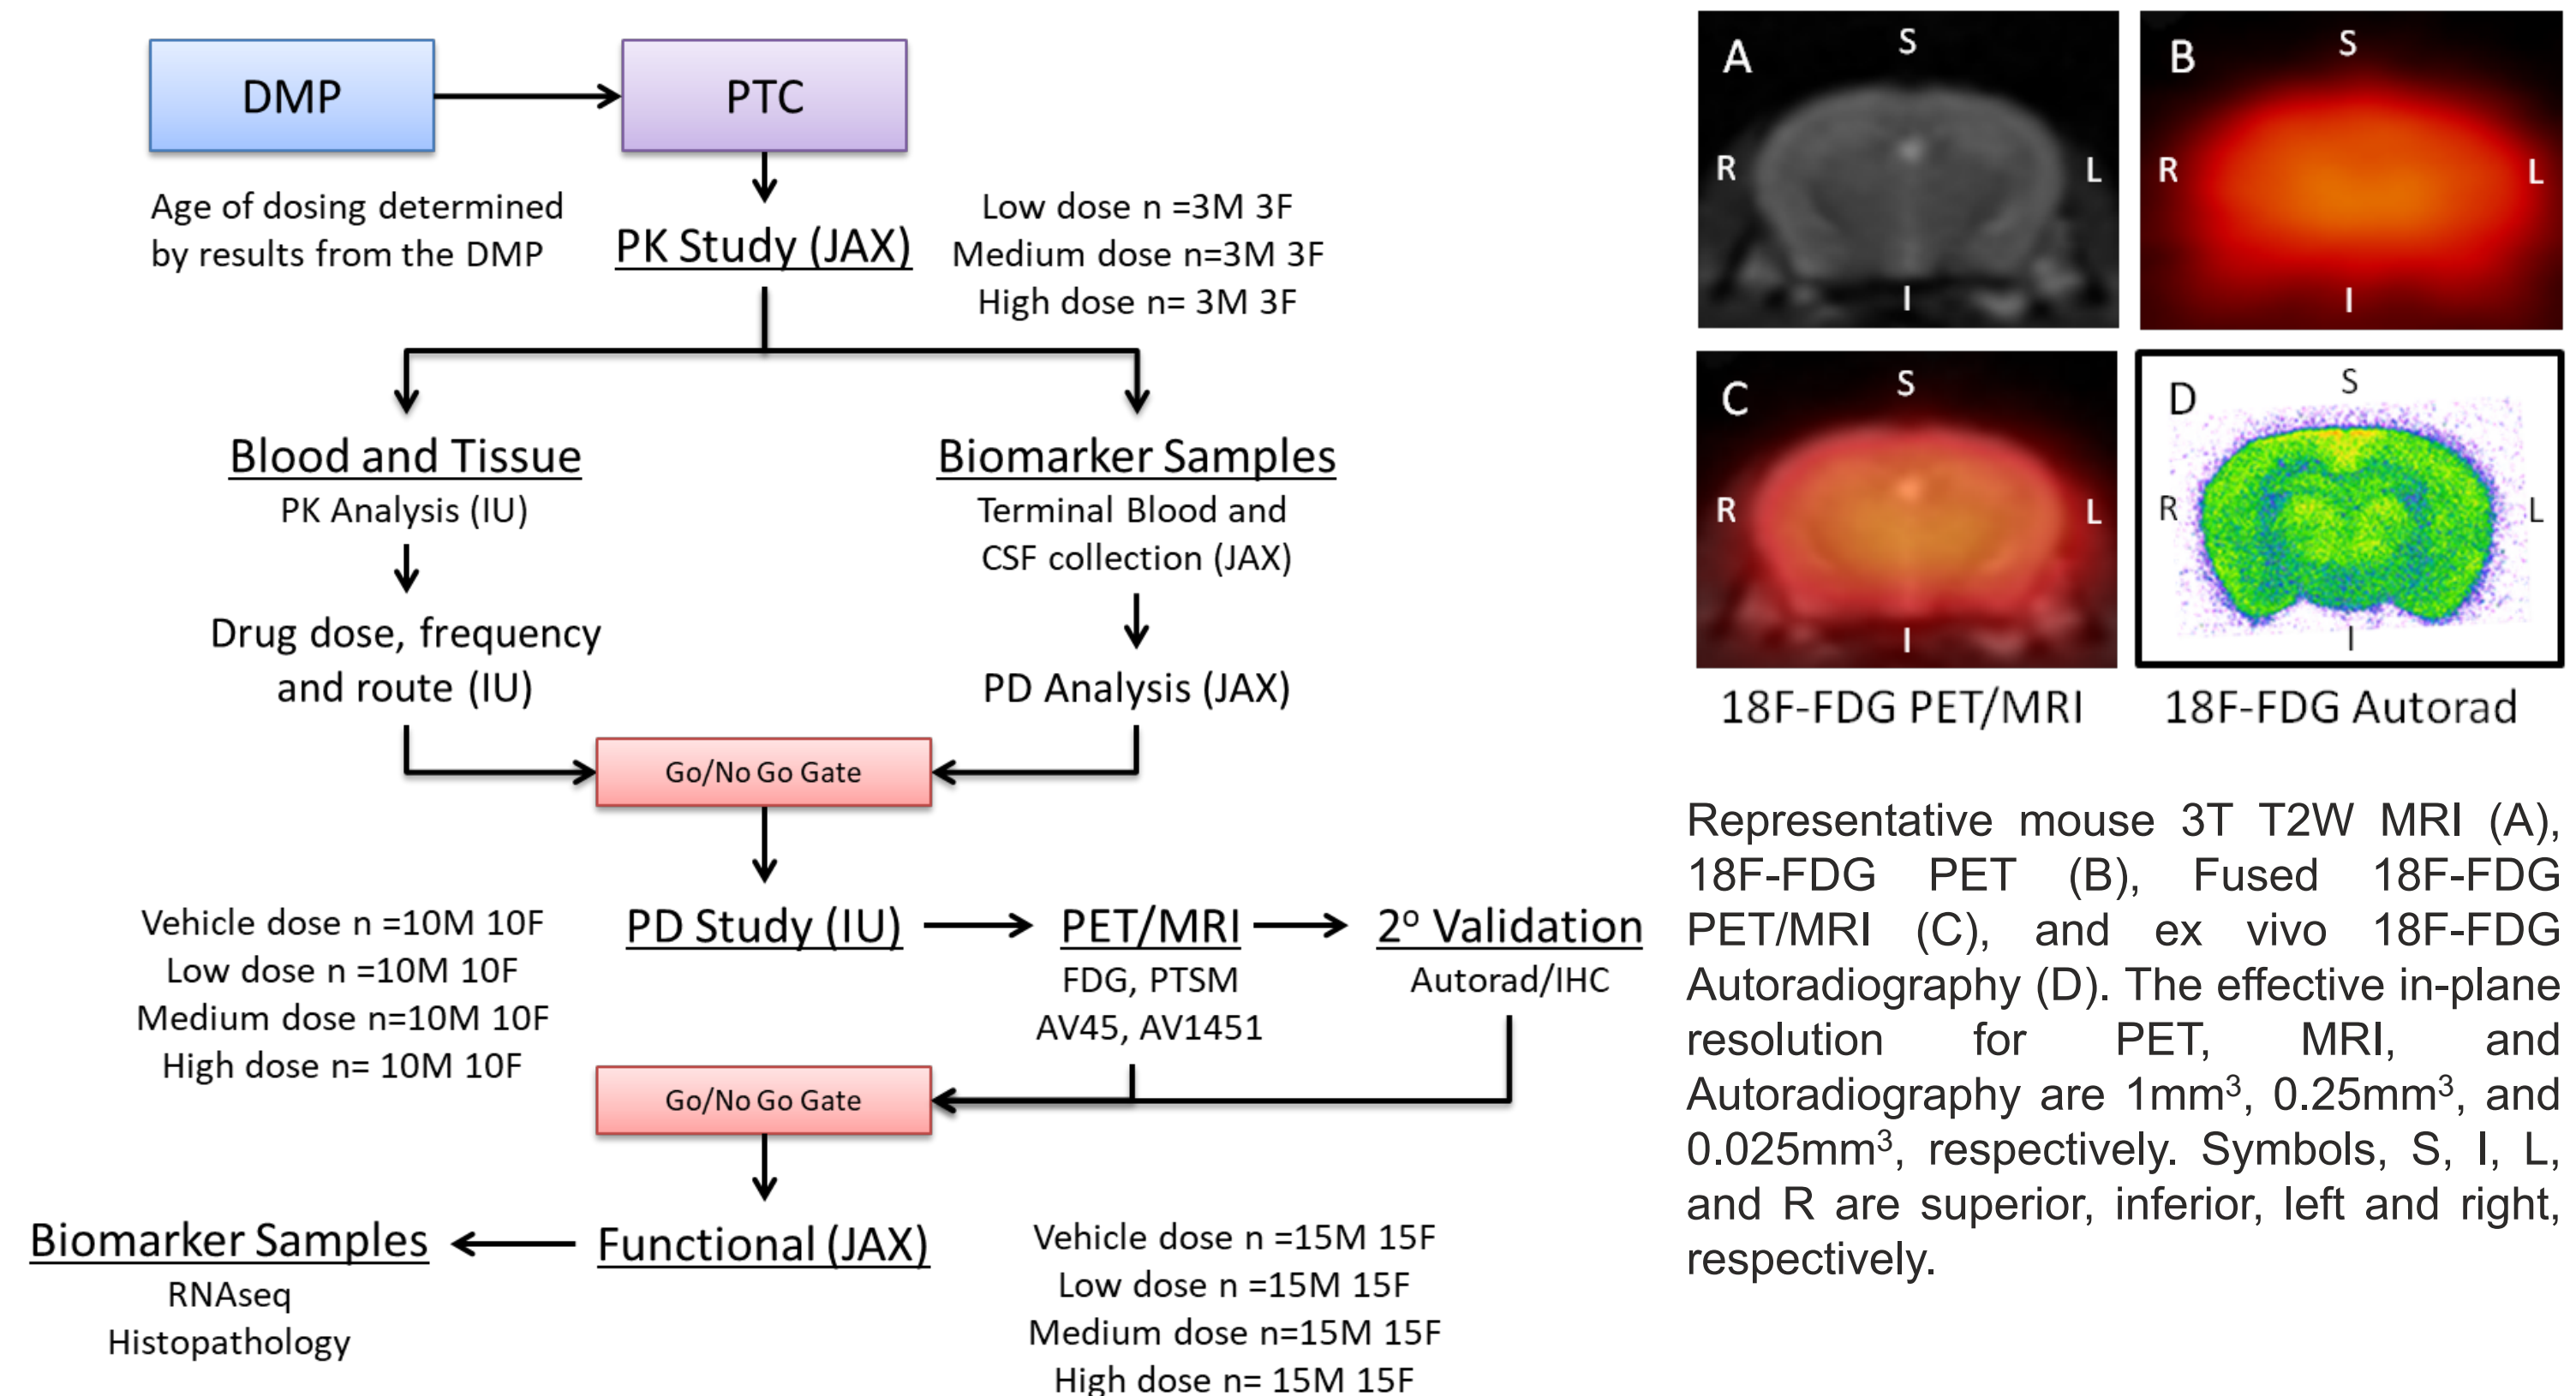 DMP
PTC
Age of dosing determined
by results from the DMP
PK Study (JAX)
Low dose n =3M 3F
Medium dose n=3M 3F
High dose n= 3M 3F
Blood and Tissue
PK Analysis (IU)
Drug dose, frequency
and route (IU)
Biomarker Samples
Terminal Blood and
CSF collection (JAX)
PD Analysis (JAX)
Go/No Go Gate
Vehicle dose n =10M 10F
Low dose n =10M 10F
Medium dose n=10M 10F
High dose n= 10M 10F
PD Study (IU)
PET/MRI
FDG, PTSM
AV45, AV1451
2º Validation
Autorad/IHC
Go/No Go Gate
Functional (JAX)
Biomarker Samples
RNAseq
Histopathology
Vehicle dose n =15M 15F
Low dose n =15M 15F
Medium dose n=15M 15F
High dose n= 15M 15F
A
S
R
L
I
B
S
R
L
I
C
S
R
L
I
D
S
R
L
I
18F-FDG PET/MRI
18F-FDG Autorad
Representative mouse 3T T2W MRI (A),
18F-FDG PET (B), Fused 18F-FDG
PET/MRI (C), and ex vivo 18F-FDG
Autoradiography (D). The effective in-plane
resolution for PET, MRI, and
Autoradiography are 1mm³, 0.25mm³, and
0.025mm³, respectively. Symbols, S, I, L,
and R are superior, inferior, left and right,
respectively.